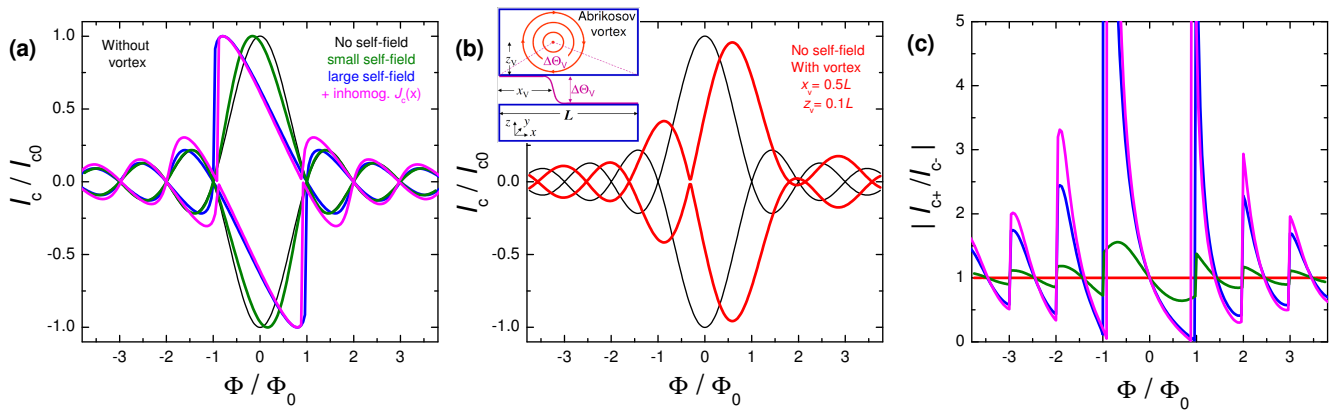 (a)
Without
vortex
No self-field
small self-field
large self-field
+ inhomog. J_c(x)
1.0
0.5
0.0
-0.5
-1.0
I_c / I_c0
-3 -2 -1 0 1 2 3
Φ / Φ_0
(b)
Abrikosov
vortex
z_V
ΔΘ_V
x_V
ΔΘ_V
L
z y
x
No self-field
With vortex
x_v = 0.5L
z_v = 0.1L
1.0
0.5
0.0
-0.5
-1.0
I_c / I_c0
-3 -2 -1 0 1 2 3
Φ / Φ_0
(c)
5
4
3
2
1
0
| I_c+ / I_c- |
-3 -2 -1 0 1 2 3
Φ / Φ_0